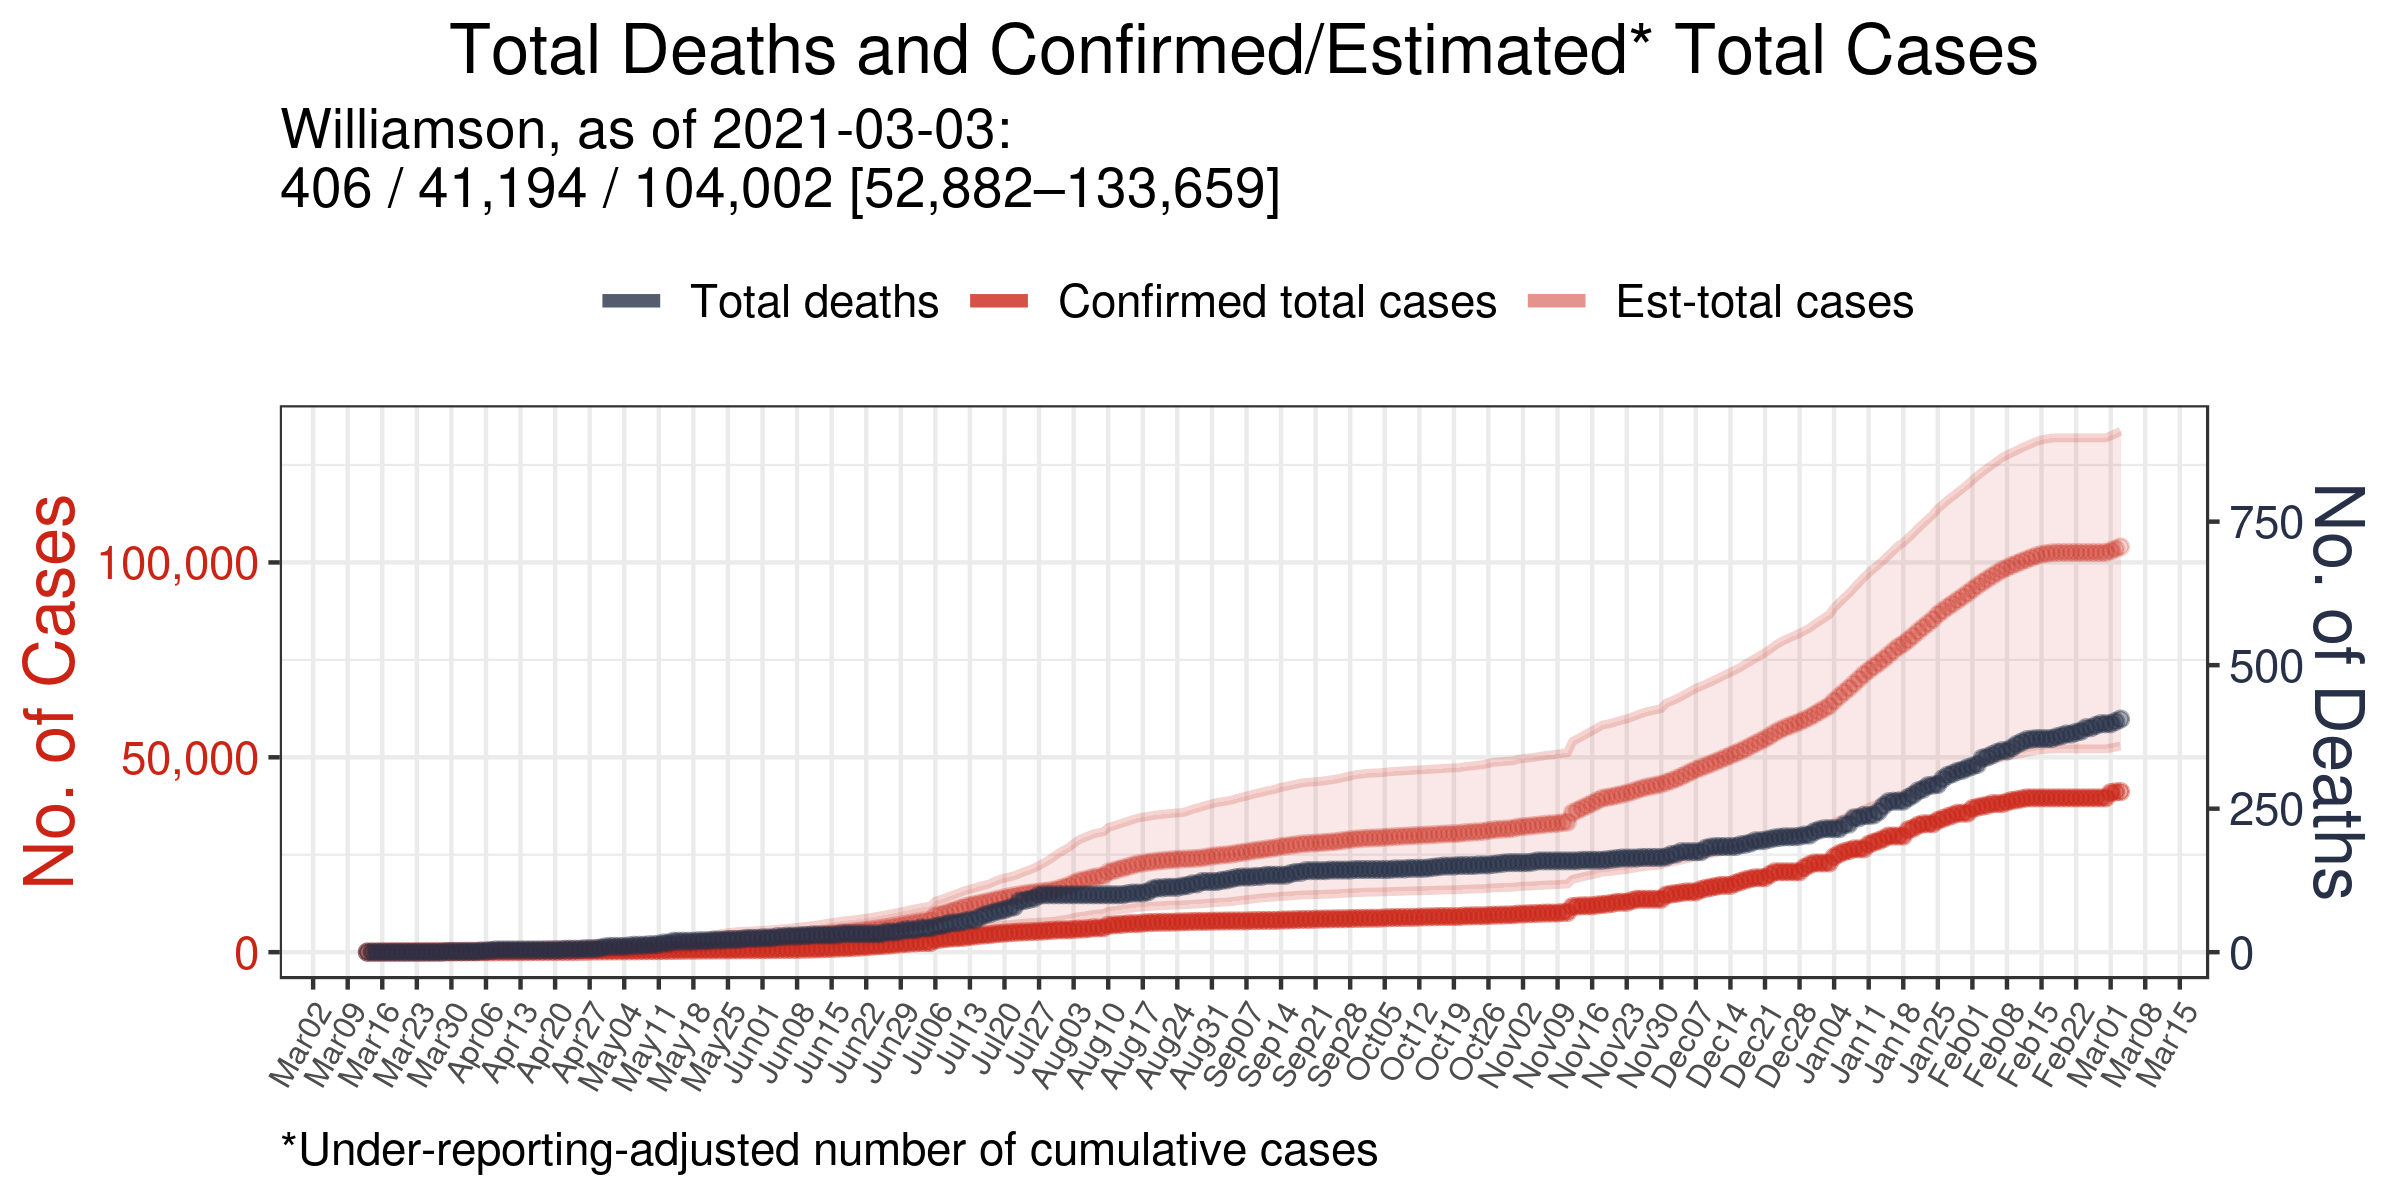 Total Deaths and Confirmed/Estimated* Total Cases
Williamson, as of 2021-03-03:
406 / 41,194 / 104,002 [52,882–133,659]
Total deaths
Confirmed total cases
Est-total cases
No. of Cases
100,000
50,000
0
750
500
250
0
No. of Deaths
Mar02
Mar09
Mar16
Mar23
Mar30
Apr06
Apr13
Apr20
Apr27
May04
May11
May18
May25
Jun01
Jun08
Jun15
Jun22
Jun29
Jul06
Jul13
Jul20
Jul27
Aug03
Aug10
Aug17
Aug24
Aug31
Sep07
Sep14
Sep21
Sep28
Oct05
Oct12
Oct19
Oct26
Nov02
Nov09
Nov16
Nov23
Nov30
Dec07
Dec14
Dec21
Dec28
Jan04
Jan11
Jan18
Jan25
Feb01
Feb08
Feb15
Feb22
Mar01
Mar08
Mar15
*Under-reporting-adjusted number of cumulative cases